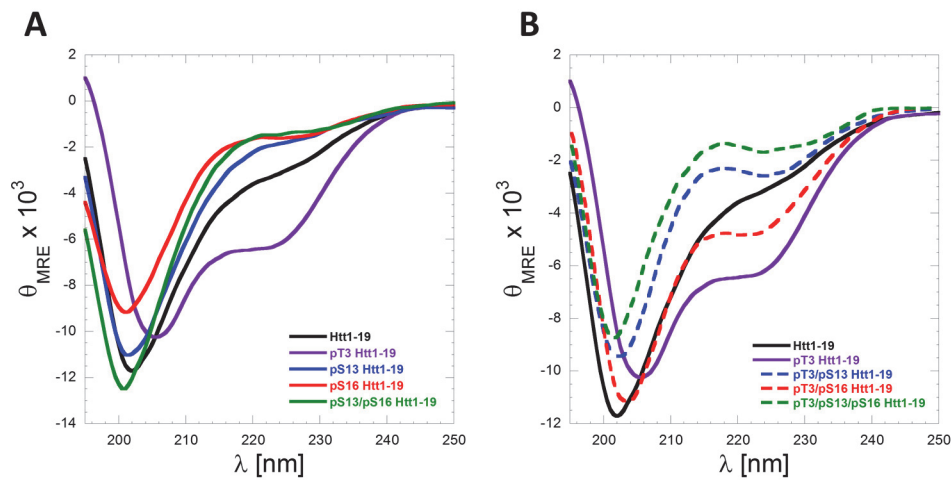 A
θMRE x 10³
2
0
-2
-4
-6
-8
-10
-12
-14
200
210
220
230
240
250
λ [nm]
Htt1-19
pT3 Htt1-19
pS13 Htt1-19
pS16 Htt1-19
pS13/pS16 Htt1-19
B
θMRE x 10³
2
0
-2
-4
-6
-8
-10
-12
200
210
220
230
240
250
λ [nm]
Htt1-19
pT3 Htt1-19
pT3/pS13 Htt1-19
pT3/pS16 Htt1-19
pT3/pS13/pS16 Htt1-19